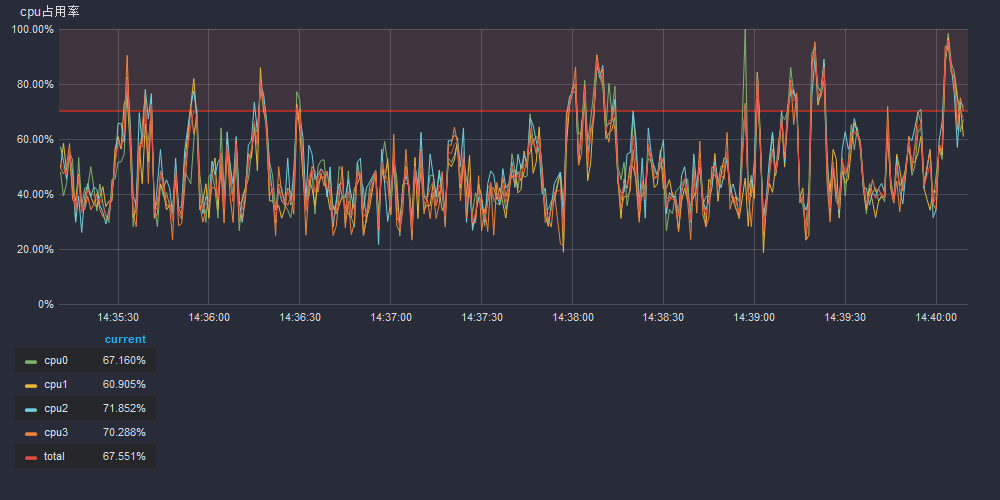 cpu占用率
100.00%
80.00%
60.00%
40.00%
20.00%
0%
14:35:30 14:36:00 14:36:30 14:37:00 14:37:30 14:38:00 14:38:30 14:39:00 14:39:30 14:40:00
current
cpu0 67.160%
cpu1 60.905%
cpu2 71.852%
cpu3 70.288%
total 67.551%